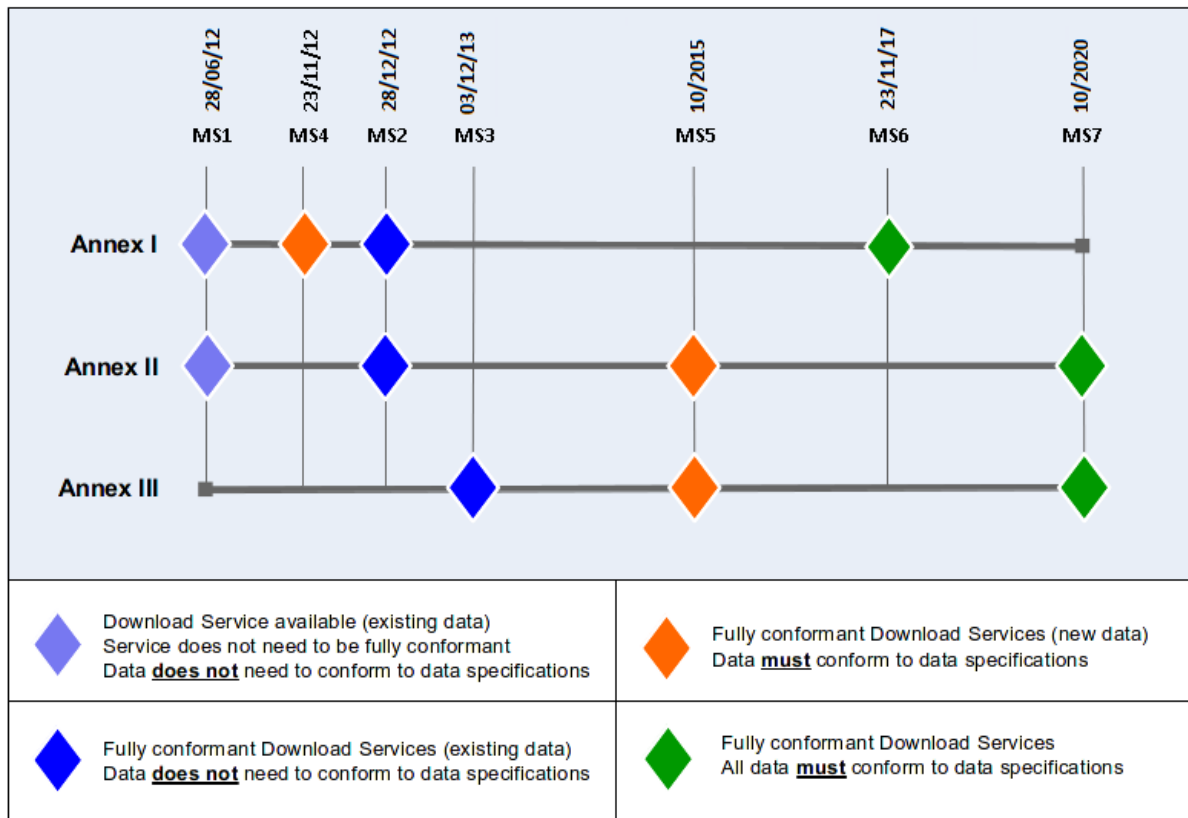 28/06/12
23/11/12
28/12/12
03/12/13
10/2015
23/11/17
10/2020
MS1
MS4
MS2
MS3
MS5
MS6
MS7
Annex I
Annex II
Annex III
Download Service available (existing data)
Service does not need to be fully conformant
Data does not need to conform to data specifications
Fully conformant Download Services (new data)
Data must conform to data specifications
Fully conformant Download Services (existing data)
Data does not need to conform to data specifications
Fully conformant Download Services
All data must conform to data specifications